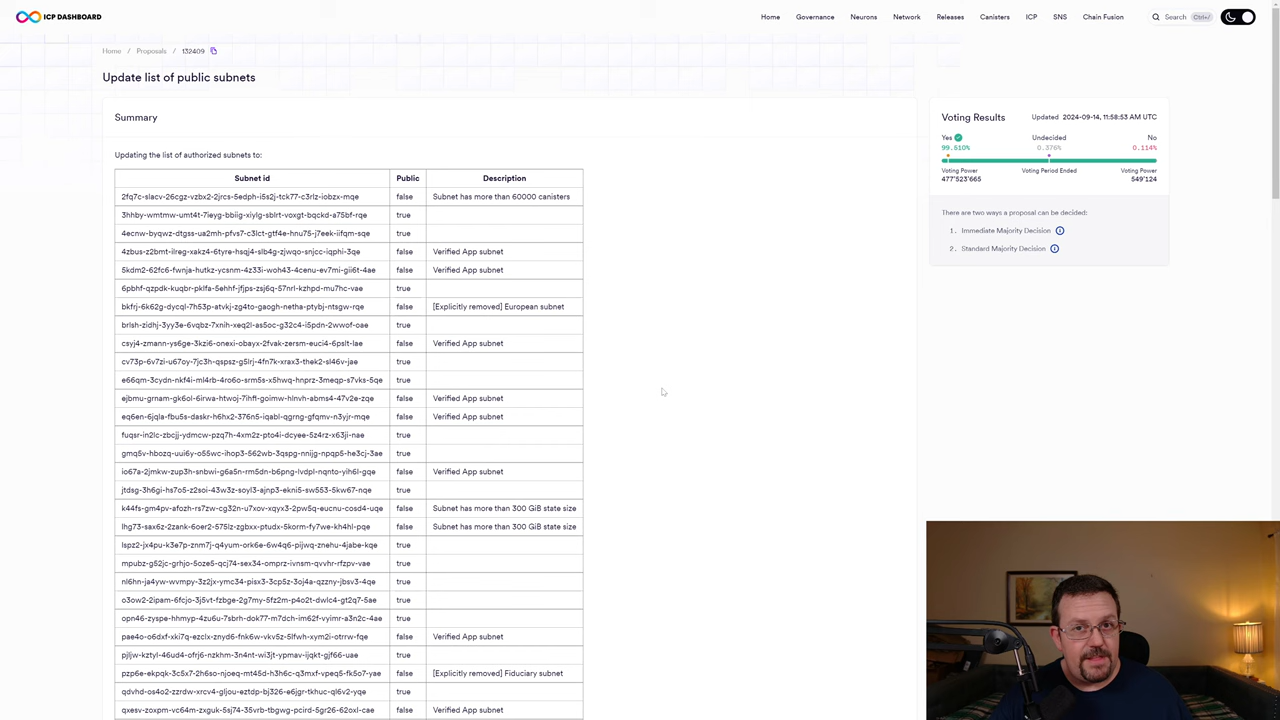 ICP DASHBOARD
Home Governance Neurons Network Releases Canisters ICP SNS Chain Fusion Search Ctrl+/
Home / Proposals / 132409
Update list of public subnets
Summary
Updating the list of authorized subnets to:
Subnet id Public Description
2fq7c-slacv-26cgz-vzbx2-2jrcs-5edph-i5s2j-tck77-c3rlz-iobzx-mqe false Subnet has more than 60000 canisters
3hhby-wmtmw-umt4t-7ieyg-bbiig-xiylg-sblrt-voxgt-bqckd-a75bf-rqe true
4ecnw-byqwz-dtgss-ua2mh-pfvs7-c3lct-gtf4e-hnu75-j7eek-iifqm-sqe true
4zbus-z2bmt-ilreg-xakz4-6tyre-hsqj4-slb4g-zjwqo-snjcc-iqphi-3qe false Verified App subnet
5kdm2-62fc6-fwnja-hutkz-ycsnm-4z33i-woh43-4cenu-ev7mi-gii6t-4ae false Verified App subnet
6pbhf-qzpdk-kuqbr-pklfa-5ehhf-jfjps-zsj6q-57nrl-kzhpd-mu7hc-vae true
bkfrj-6k62g-dycql-7h53p-atvkj-zg4to-gaogh-netha-ptybj-ntsgw-rqe false [Explicitly removed] European subnet
brlsh-zidhj-3yy3e-6vqbz-7xnih-xeq2l-as5oc-g32c4-i5pdn-2wwof-oae true
csyj4-zmann-ys6ge-3kzi6-onexi-obayx-2fvak-zersm-euci4-6pslt-lae false Verified App subnet
cv73p-6v7zi-u67oy-7jc3h-qspsz-g5lrj-4fn7k-xrax3-thek2-sl46v-jae true
e66qm-3cydn-nkf4i-ml4rb-4ro6o-srm5s-x5hwq-hnprz-3meqp-s7vks-5qe true
ejbmu-grnam-gk6ol-6irwa-htwoj-7ihfl-goimw-hlnvh-abms4-47v2e-zqe false Verified App subnet
eq6en-6jqla-fbu5s-daskr-h6hx2-376n5-iqabl-qgrng-gfqmv-n3yjr-mqe false Verified App subnet
fuqsr-in2lc-zbcjj-ydmcw-pzq7h-4xm2z-pto4i-dcyee-5z4rz-x63ji-nae true
gmq5v-hbozq-uui6y-o55wc-ihop3-562wb-3qspg-nnijg-npqp5-he3cj-3ae true
io67a-2jmkw-zup3h-snbwi-g6a5n-rm5dn-b6png-lvdpl-nqnto-yih6l-gqe false Verified App subnet
jtdsg-3h6gi-hs7o5-z2soi-43w3z-soyl3-ajnp3-ekni5-sw553-5kw67-nqe true
k44fs-gm4pv-afozh-rs7zw-cg32n-u7xov-xqyx3-2pw5q-eucnu-cosd4-uqe false Subnet has more than 300 GiB state size
lhg73-sax6z-2zank-6oer2-575lz-zgbxx-ptudx-5korm-fy7we-kh4hl-pqe false Subnet has more than 300 GiB state size
lspz2-jx4pu-k3e7p-znm7j-q4yum-ork6e-6w4q6-pijwq-znehu-4jabe-kqe true
mpubz-g52jc-grhjo-5oze5-qcj74-sex34-omprz-ivnsm-qvvhr-rfzpv-vae true
nl6hn-ja4yw-wvmpy-3z2jx-ymc34-pisx3-3cp5z-3oj4a-qzzny-jbsv3-4qe true
o3ow2-2ipam-6fcjo-3j5vt-fzbge-2g7my-5fz2m-p4o2t-dwlc4-gt2q7-5ae true
opn46-zyspe-hhmyp-4zu6u-7sbrh-dok77-m7dch-im62f-vyimr-a3n2c-4ae true
pae4o-o6dxf-xki7q-ezclx-znyd6-fnk6w-vkv5z-5lfwh-xym2i-otrrw-fqe false Verified App subnet
pjljw-kztyl-46ud4-ofrj6-nzkhm-3n4nt-wi3jt-ypmav-ijqkt-gjf66-uae true
pzp6e-ekpqk-3c5x7-2h6so-njoeq-mt45d-h3h6c-q3mxf-vpeq5-fk5o7-yae false [Explicitly removed] Fiduciary subnet
qdvhd-os4o2-zzrdw-xrcv4-gljou-eztdp-bj326-e6jgr-tkhuc-ql6v2-yqe true
qxesv-zoxpm-vc64m-zxguk-5sj74-35vrb-tbgwg-pcird-5gr26-62oxl-cae false Verified App subnet
Voting Results Updated 2024-09-14, 11:58:53 AM UTC
Yes Undecided No
99.510% 0.376% 0.114%
Voting Power Voting Period Ended Voting Power
477'523'665 549'124
There are two ways a proposal can be decided:
1. Immediate Majority Decision
2. Standard Majority Decision